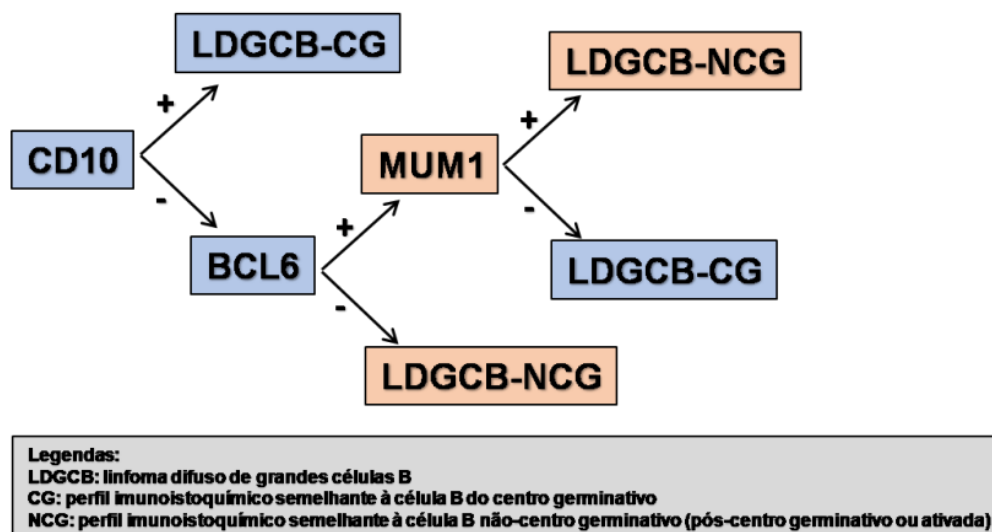 LDGCB-CG
LDGCB-NCG
+
+
CD10
MUM1
-
+
-
BCL6
LDGCB-CG
-
LDGCB-NCG
Legendas:
LDGCB: linfoma difuso de grandes células B
CG: perfil imunoistoquímico semelhante à célula B do centro germinativo
NCG: perfil imunoistoquímico semelhante à célula B não-centro germinativo (pós-centro germinativo ou ativada)